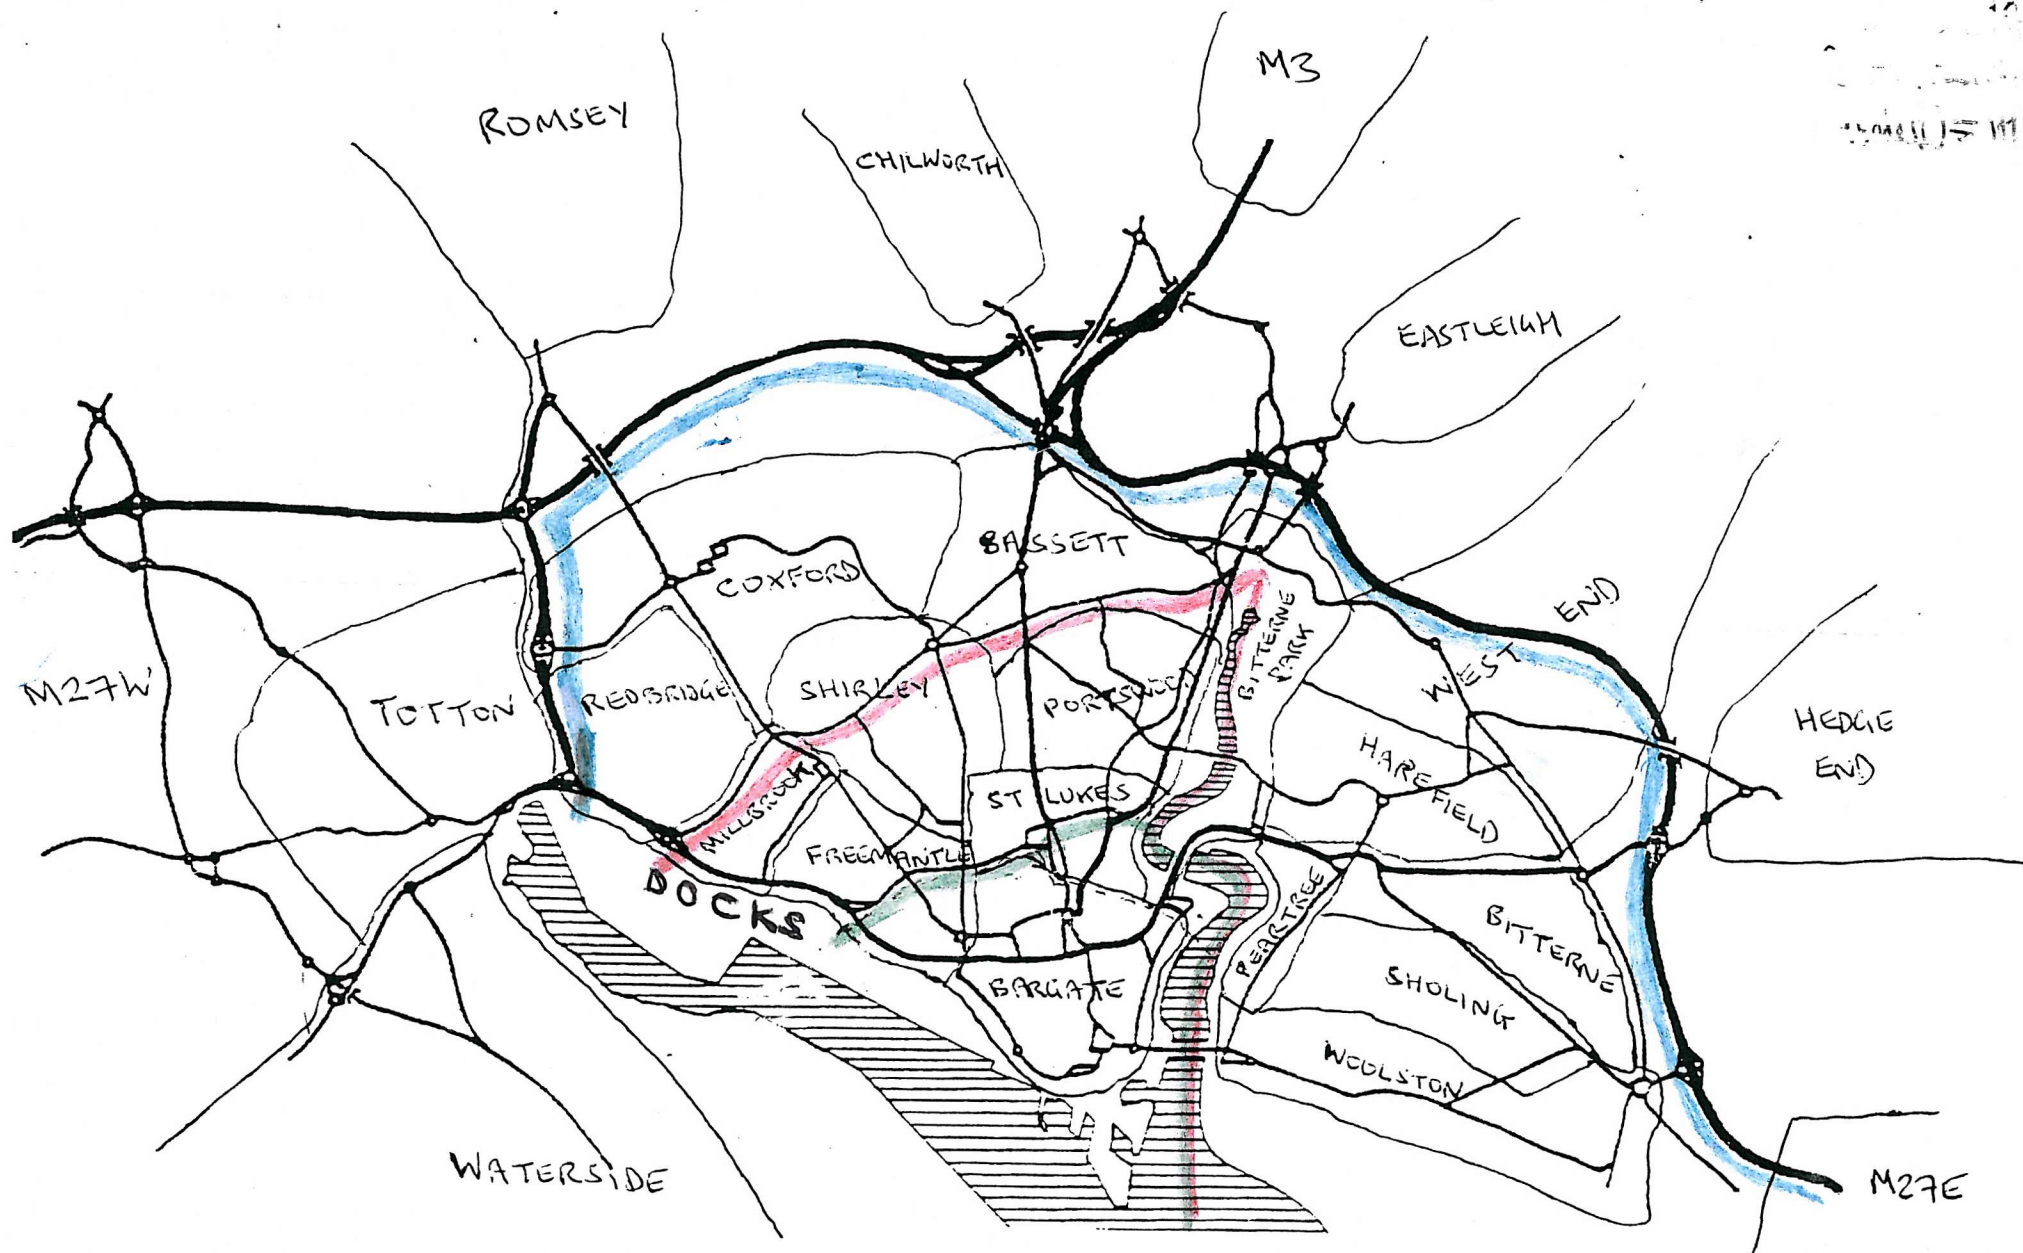 M3
ROMSEY
CHILWORTH
EASTLEIGH
BASSETT
COXFORD
WEST END
BITTERNE
PARK
M27W
TOTTON
REDBRIDGE
SHIRLEY
PORTSWOOD
HEDGE
END
HAREFIELD
MILLBROOK
ST LUKES
FREEMANTLE
DOCKS
PEARTREE
BITTERNE
BARGATE
SHOLING
WOOLSTON
WATERSIDE
M27E